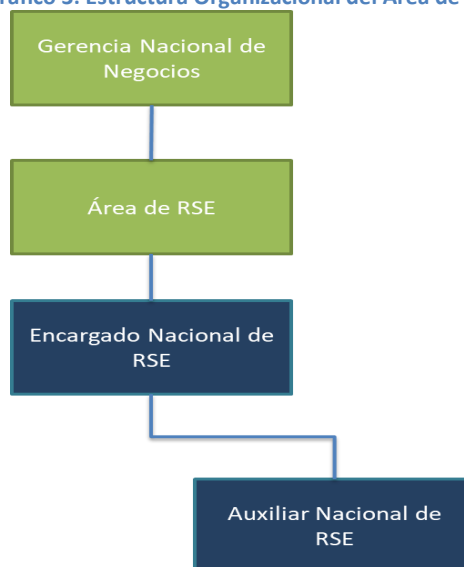 ráfico 3. Estructura Organizacional del Área de
Gerencia Nacional de
Negocios
Área de RSE
Encargado Nacional de
RSE
Auxiliar Nacional de
RSE